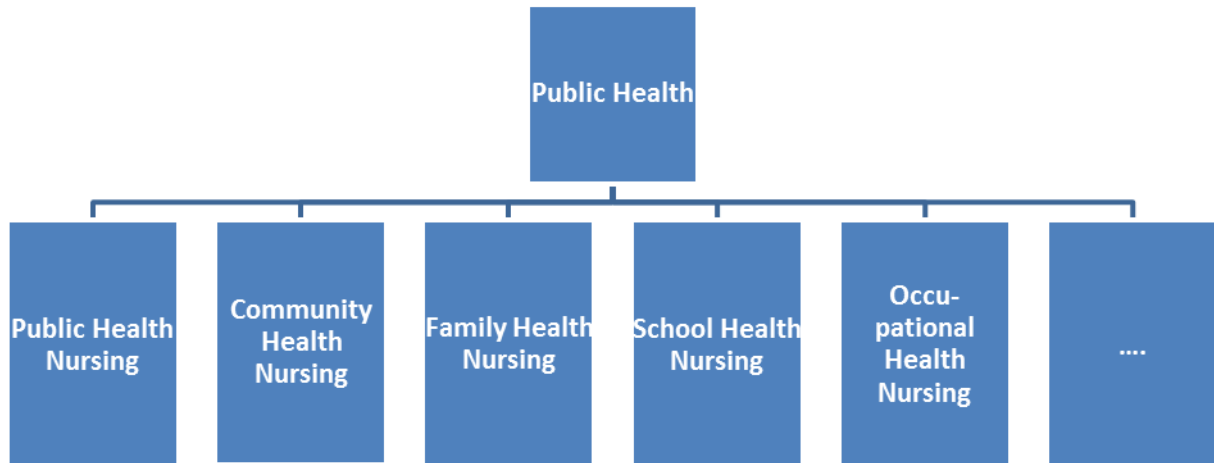 Public Health
Public Health
Nursing
Community
Health
Nursing
Family Health
Nursing
School Health
Nursing
Occu-
pational
Health
Nursing
....